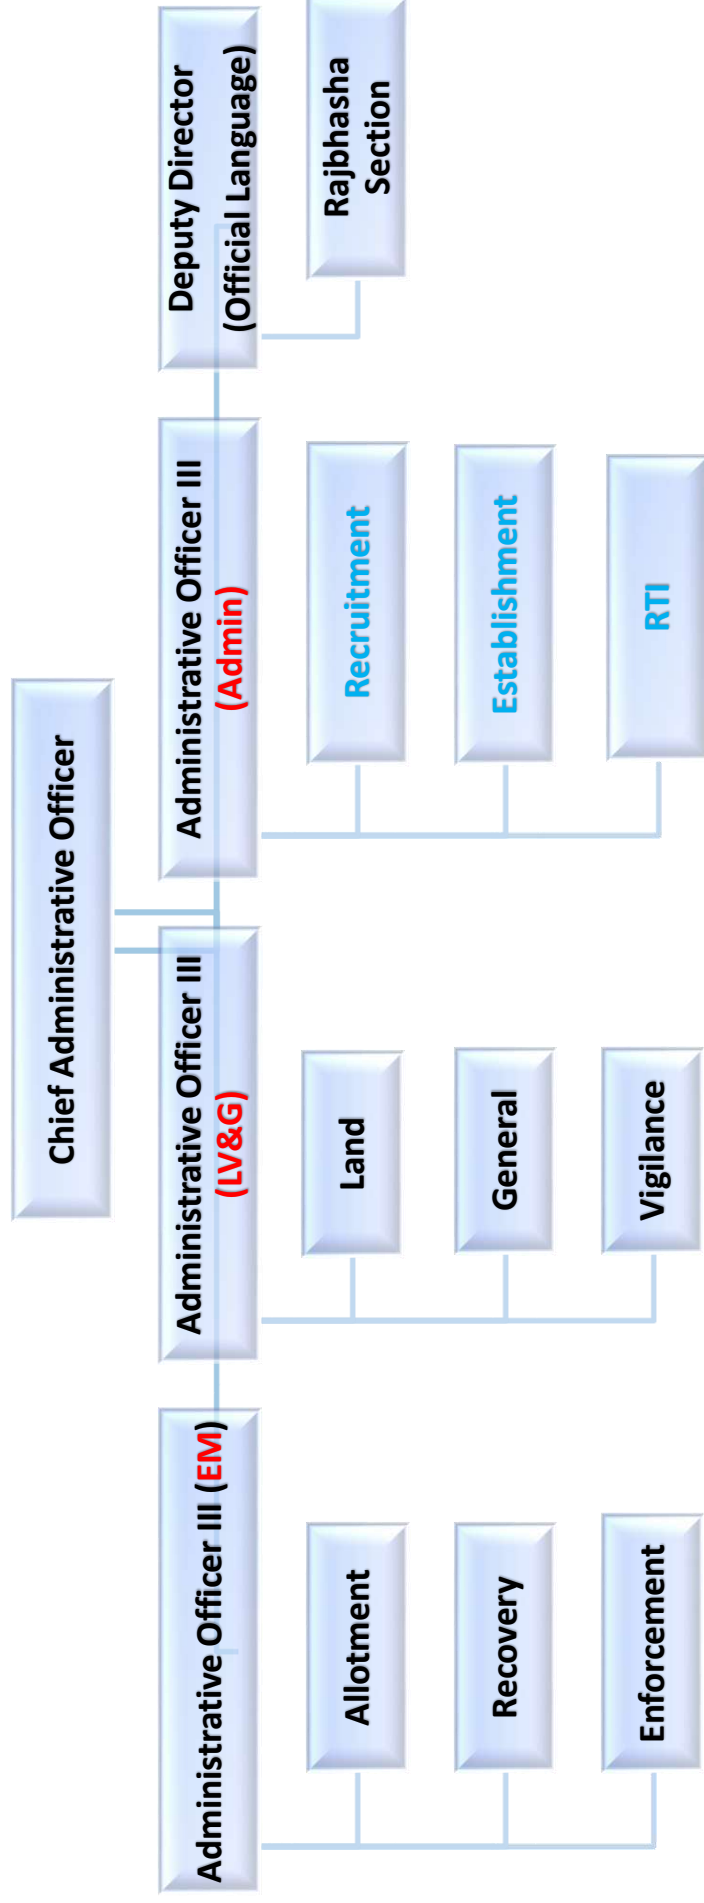 Chief Administrative Officer
Administrative Officer III (EM)
Allotment
Recovery
Enforcement
Administrative Officer III
(LV&G)
Land
General
Vigilance
Administrative Officer III
(Admin)
Recruitment
Establishment
RTI
Deputy Director
(Official Language)
Rajbhasha
Section